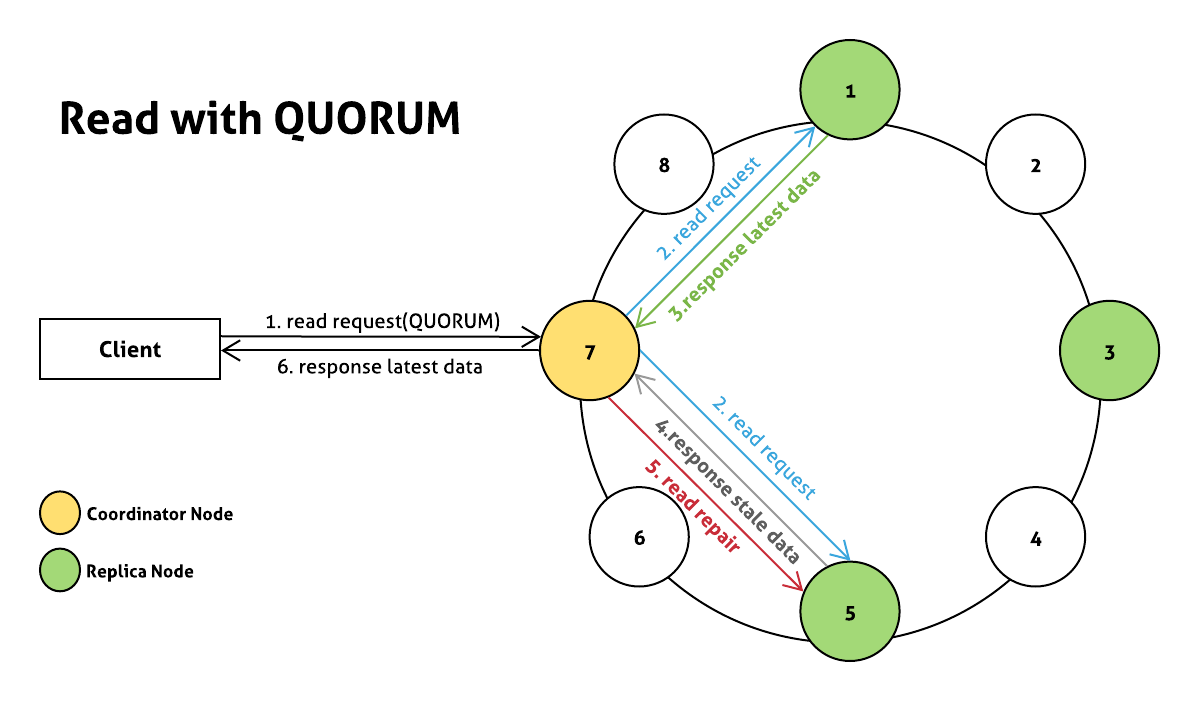 Read with QUORUM
1
8
2
2. read request
3.response latest data
1. read request(QUORUM)
Client
7
3
6. response latest data
2. read request
4.response stale data
5. read repair
Coordinator Node
6
4
Replica Node
5